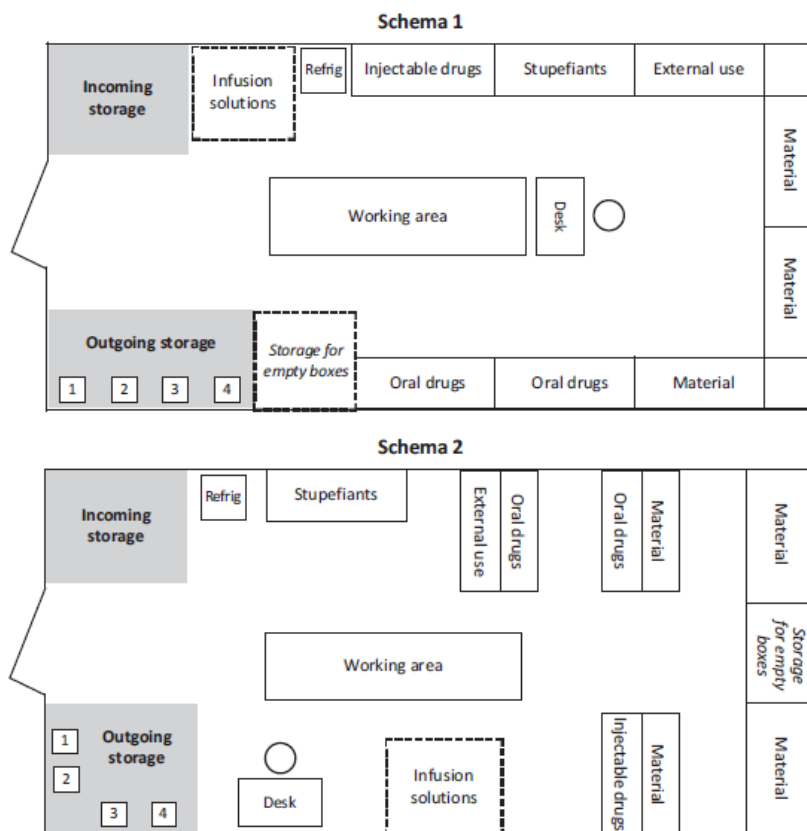 Schema 1
Incoming
storage
Infusion
solutions
Refrig
Injectable drugs
Stupefiants
External use
Material
Working area
Desk
Material
Outgoing storage
1
2
3
4
Storage for
empty boxes
Oral drugs
Oral drugs
Material
Schema 2
Incoming
storage
Refrig
Stupefiants
External use
Oral drugs
Oral drugs
Material
Material
Working area
Storage
for empty
boxes
1
2
Outgoing
storage
3
4
Desk
Infusion
solutions
Injectable drugs
Material
Material